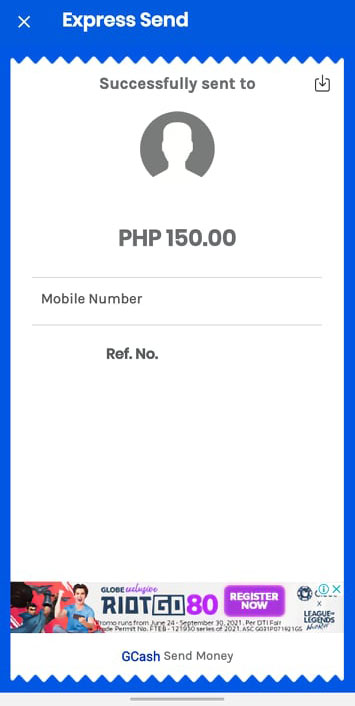 Express Send
Successfully sent to
PHP 150.00
Mobile Number
Ref. No.
GLOBE exclusive
RIOTGO80
REGISTER
NOW
x
LEAGUE OF
LEGENDS
Promo runs from June 24 - September 30, 2021. Per DTI Fair
Trade Permit No. FTEB - 121930 series of 2021.
GCash Send Money